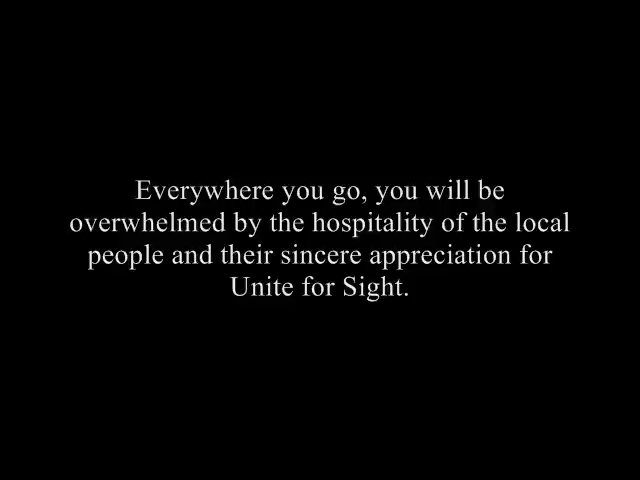 Everywhere you go, you will be
overwhelmed by the hospitality of the local
people and their sincere appreciation for
Unite for Sight.